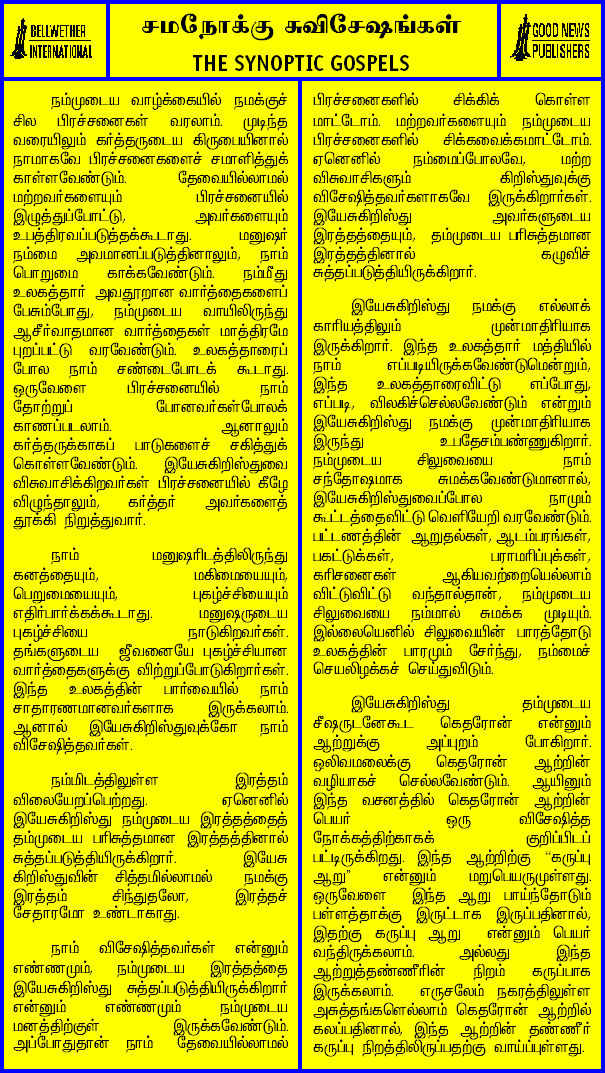 BELLWETHER
INTERNATIONAL
சமநோக்கு சுவிசேஷங்கள்
THE SYNOPTIC GOSPELS
GOOD NEWS
PUBLISHERS
நம்முடைய வாழ்க்கையில் நமக்குச்
சில பிரச்சனைகள் வரலாம். முடிந்த
வரையிலும் கர்த்தருடைய கிருபையினால்
நாமாகவே பிரச்சனைகளைச் சமாளித்துக்
காள்ளவேண்டும். தேவையில்லாமல்
மற்றவர்களையும் பிரச்சனையில்
இழுத்துப்போட்டு, அவர்களையும்
உபத்திரவப்படுத்தக்கூடாது. மனுஷர்
நம்மை அவமானப்படுத்தினாலும், நாம்
பொறுமை காக்கவேண்டும். நம்மீது
உலகத்தார் அவதூறான வார்த்தைகளைப்
பேசும்போது, நம்முடைய வாயிலிருந்து
ஆசீர்வாதமான வார்த்தைகள் மாத்திரமே
புறப்பட்டு வரவேண்டும். உலகத்தாரைப்
போல நாம் சண்டைபோடக் கூடாது.
ஒருவேளை பிரச்சனையில் நாம்
தோற்றுப் போனவர்கள்போலக்
காணப்படலாம். ஆனாலும்
கர்த்தருக்காகப் பாடுகளைச் சகித்துக்
கொள்ளவேண்டும். இயேசுகிறிஸ்துவை
விசுவாசிக்கிறவர்கள் பிரச்சனையில் கீழே
விழுந்தாலும், கர்த்தர் அவர்களைத்
தூக்கி நிறுத்துவார்.
நாம் மனுஷரிடத்திலிருந்து
கனத்தையும், மகிமையையும்,
பெறுமையையும், புகழ்ச்சியையும்
எதிர்பார்க்கக்கூடாது. மனுஷருடைய
புகழ்ச்சியை நாடுகிறவர்கள்.
தங்களுடைய ஜீவனையே புகழ்ச்சியான
வார்த்தைகளுக்கு விற்றுப்போடுகிறார்கள்.
இந்த உலகத்தின் பார்வையில் நாம்
சாதாரணமானவர்களாக இருக்கலாம்.
ஆனால் இயேசுகிறிஸ்துவுக்கோ நாம்
விசேஷித்தவர்கள்.
நம்மிடத்திலுள்ள இரத்தம்
விலையேறப்பெற்றது. ஏனெனில்
இயேசுகிறிஸ்து நம்முடைய இரத்தத்தைத்
தம்முடைய பரிசுத்தமான இரத்தத்தினால்
சுத்தப்படுத்தியிருக்கிறார். இயேசு
கிறிஸ்துவின் சித்தமில்லாமல் நமக்கு
இரத்தம் சிந்துதலோ, இரத்தச்
சேதாரமோ உண்டாகாது.
நாம் விசேஷித்தவர்கள் என்னும்
எண்ணமும், நம்முடைய இரத்தத்தை
இயேசுகிறிஸ்து சுத்தப்படுத்தியிருக்கிறார்
என்னும் எண்ணமும் நம்முடைய
மனத்திற்குள் இருக்கவேண்டும்.
அப்போதுதான் நாம் தேவையில்லாமல்
பிரச்சனைகளில் சிக்கிக் கொள்ள
மாட்டோம். மற்றவர்களையும் நம்முடைய
பிரச்சனைகளில் சிக்கவைக்கமாட்டோம்.
ஏனெனில் நம்மைப்போலவே, மற்ற
விசுவாசிகளும் கிறிஸ்துவுக்கு
விசேஷித்தவர்களாகவே இருக்கிறார்கள்.
இயேசுகிறிஸ்து அவர்களுடைய
இரத்தத்தையும், தம்முடைய பரிசுத்தமான
இரத்தத்தினால் கழுவிச்
சுத்தப்படுத்தியிருக்கிறார்.
இயேசுகிறிஸ்து நமக்கு எல்லாக்
காரியத்திலும் முன்மாதிரியாக
இருக்கிறார். இந்த உலகத்தார் மத்தியில்
நாம் எப்படியிருக்கவேண்டுமென்றும்,
இந்த உலகத்தாரைவிட்டு எப்போது,
எப்படி, விலகிச்செல்லவேண்டும் என்றும்
இயேசுகிறிஸ்து நமக்கு முன்மாதிரியாக
இருந்து உபதேசம்பண்ணுகிறார்.
நம்முடைய சிலுவையை நாம்
சந்தோஷமாக சுமக்கவேண்டுமானால்,
இயேசுகிறிஸ்துவைப்போல நாமும்
கூட்டத்தைவிட்டு வெளியேறி வரவேண்டும்.
பட்டணத்தின் ஆறுதல்கள், ஆடம்பரங்கள்,
பகட்டுக்கள், பராமரிப்புக்கள்,
கரிசனைகள் ஆகியவற்றையெல்லாம்
விட்டுவிட்டு வந்தால்தான், நம்முடைய
சிலுவையை நம்மால் சுமக்க முடியும்.
இல்லையெனில் சிலுவையின் பாரத்தோடு
உலகத்தின் பாரமும் சேர்ந்து, நம்மைச்
செயலிழக்கச் செய்துவிடும்.
இயேசுகிறிஸ்து தம்முடைய
சீஷருடனேகூட கெதரோன் என்னும்
ஆற்றுக்கு அப்புறம் போகிறார்.
ஒலிவமலைக்கு கெதரோன் ஆற்றின்
வழியாகச் செல்லவேண்டும். ஆயினும்
இந்த வசனத்தில் கெதரோன் ஆற்றின்
பெயர் ஒரு விசேஷித்த
நோக்கத்திற்காகக் குறிப்பிடப்
பட்டிருக்கிறது. இந்த ஆற்றிற்கு “கருப்பு
ஆறு” என்னும் மறுபெயருமுள்ளது.
ஒருவேளை இந்த ஆறு பாய்ந்தோடும்
பள்ளத்தாக்கு இருட்டாக இருப்பதினால்,
இதற்கு கருப்பு ஆறு என்னும் பெயர்
வந்திருக்கலாம். அல்லது இந்த
ஆற்றுத்தண்ணீரின் நிறம் கருப்பாக
இருக்கலாம். எருசலேம் நகரத்திலுள்ள
அசுத்தங்களெல்லாம் கெதரோன் ஆற்றில்
கலப்பதினால், இந்த ஆற்றின் தண்ணீர்
கருப்பு நிறத்திலிருப்பதற்கு வாய்ப்புள்ளது.